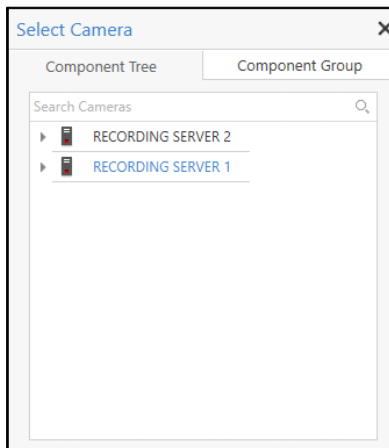 Select Camera
Component Tree Component Group
Search Cameras
RECORDING SERVER 2
RECORDING SERVER 1